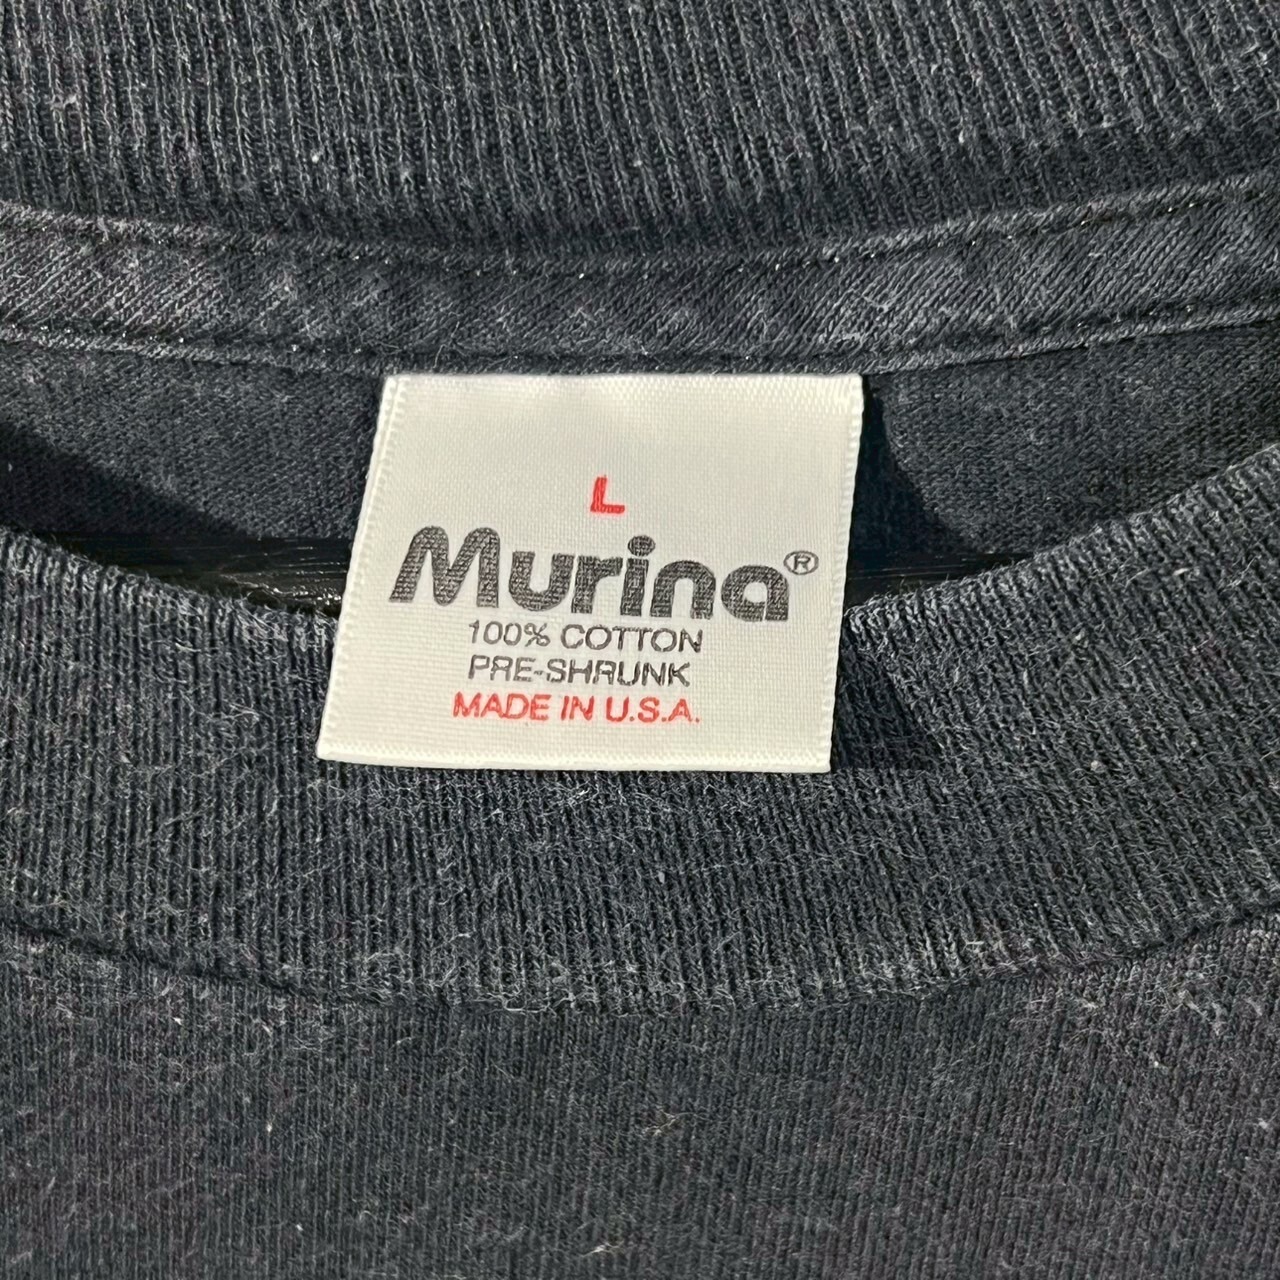 L
Murina®
100% COTTON
PRE-SHRUNK
MADE IN U.S.A.